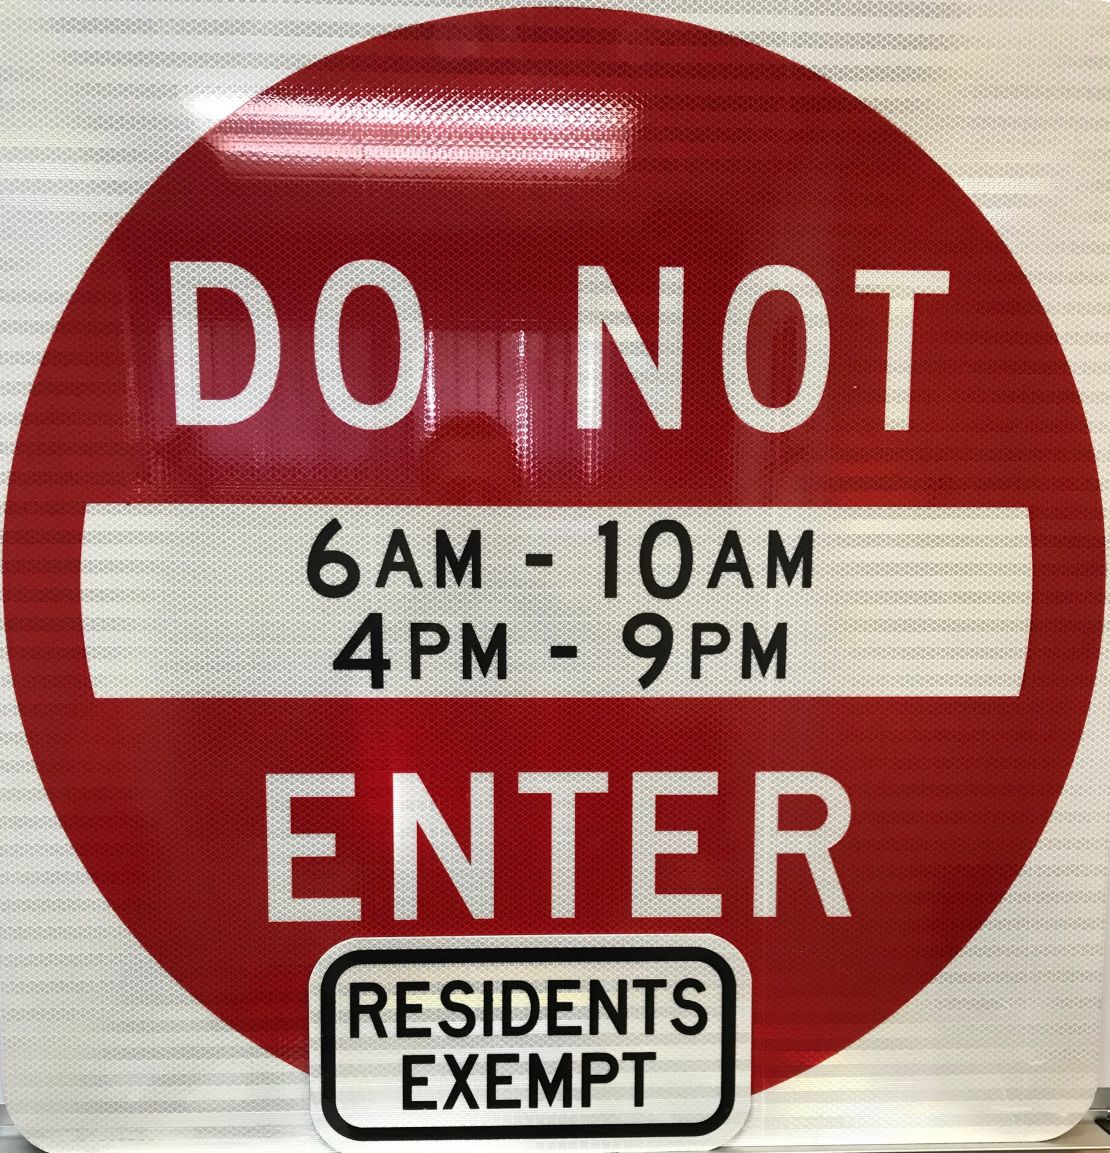 DO NOT
6AM - 10AM
4PM - 9PM
ENTER
RESIDENTS
EXEMPT